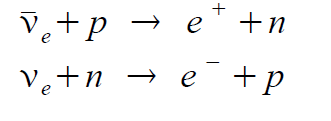 ν̄ₑ + p → e⁺ + n
νₑ + n → e⁻ + p